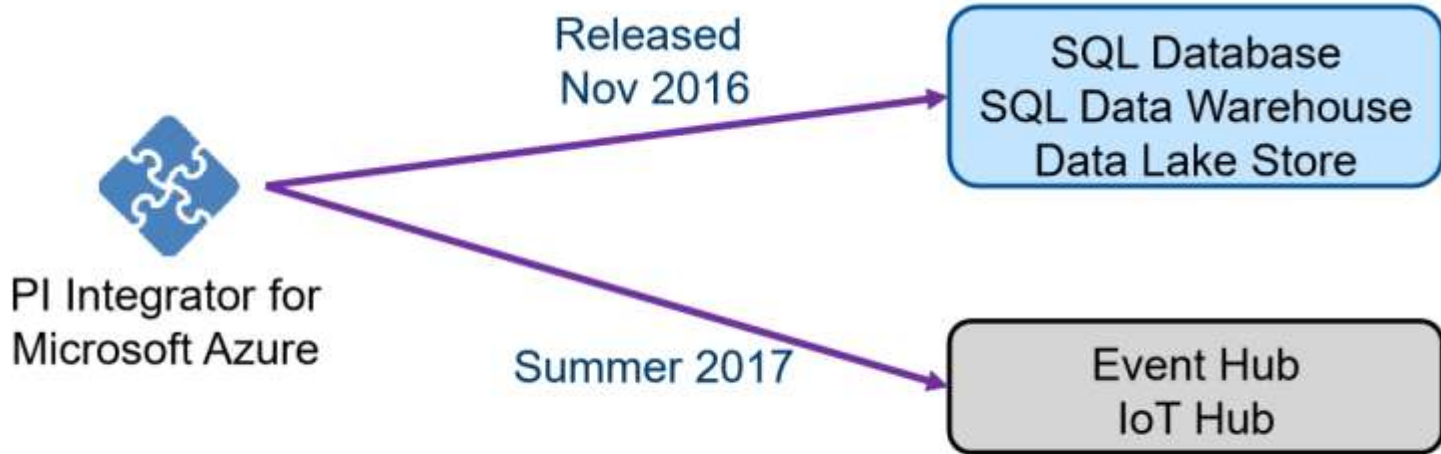 Released
Nov 2016
SQL Database
SQL Data Warehouse
Data Lake Store
PI Integrator for
Microsoft Azure
Summer 2017
Event Hub
IoT Hub